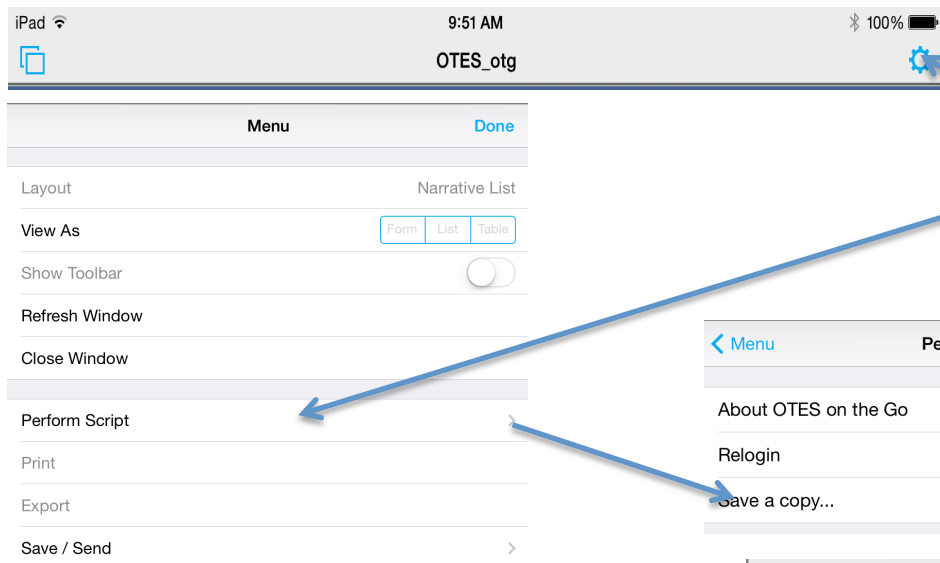 iPad 9:51 AM 100%
OTES_otg
Menu Done
Layout Narrative List
View As Form List Table
Show Toolbar
Refresh Window
Close Window
Perform Script
Print
Export
Save / Send
Menu Pe
About OTES on the Go
Relogin
Save a copy...